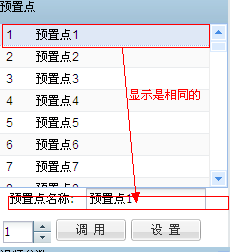 预置点
1 预置点1
2 预置点2
显示是相同的
3 预置点3
4 预置点4
5 预置点5
6 预置点6
7 预置点7
预置点名称: 预置点1
1 调 用 设 置